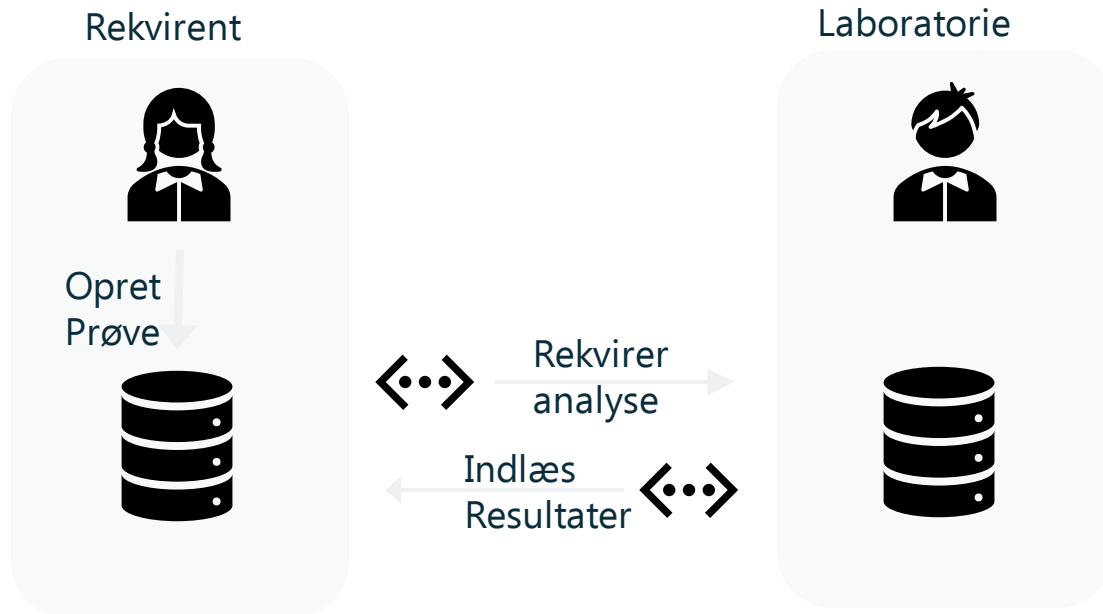 Rekvirent
Laboratorie
Opret
Prøve
Rekvirer
analyse
Indlæs
Resultater